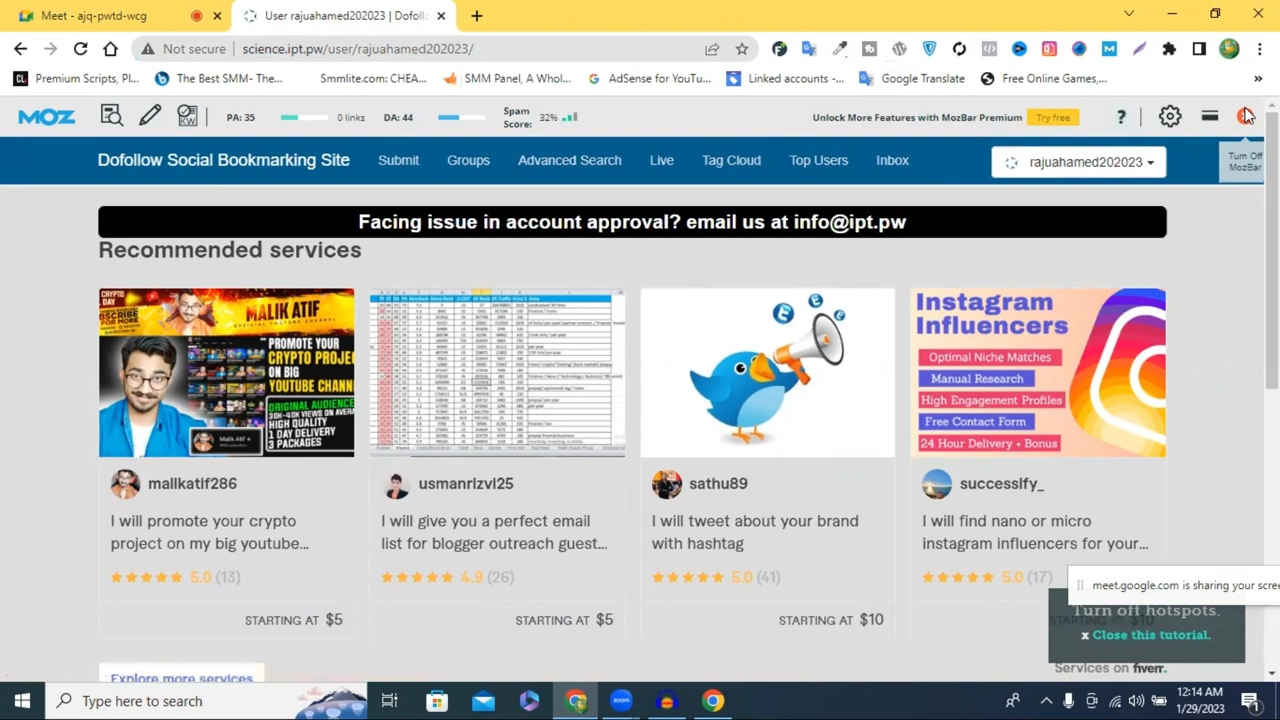 Meet - ajq-pwtd-wcg
User rajuahamed202023 | Dofollo
Not secure science.ipt.pw/user/rajuahamed202023/
Premium Scripts, Pl...
The Best SMM- The...
Smmlite.com: CHEA...
SMM Panel, A Whol...
AdSense for YouTu...
Linked accounts -...
Google Translate
Free Online Games,...
MOZ
PA: 35
0 links
DA: 44
Spam
Score: 32%
Unlock More Features with MozBar Premium Try free
?
Dofollow Social Bookmarking Site
Submit
Groups
Advanced Search
Live
Tag Cloud
Top Users
Inbox
rajuahamed202023
Turn Off
MozBar
Facing issue in account approval? email us at info@ipt.pw
Recommended services
CRYPTO
DAY
MALIK ATIF
PROMOTE YOUR
CRYPTO PROJE
ON BIG
YOUTUBE CHANN
ORIGINAL AUDIENCE
HIGH QUALITY
1 DAY DELIVERY
3 PACKAGES
Malik Atif
Instagram
Influencers
Optimal Niche Matches
Manual Research
High Engagement Profiles
Free Contact Form
24 Hour Delivery + Bonus
malikatif286
I will promote your crypto
project on my big youtube...
5.0 (13)
STARTING AT $5
usmanrizvi25
I will give you a perfect email
list for blogger outreach guest...
4.9 (26)
STARTING AT $5
sathu89
I will tweet about your brand
with hashtag
5.0 (41)
STARTING AT $10
successify_
I will find nano or micro
instagram influencers for your...
5.0 (17)
meet.google.com is sharing your scree
Turn off hotspots.
x Close this tutorial.
Explore more services
Services on fiverr.
Type here to search
zoom
12:14 AM
1/29/2023
1